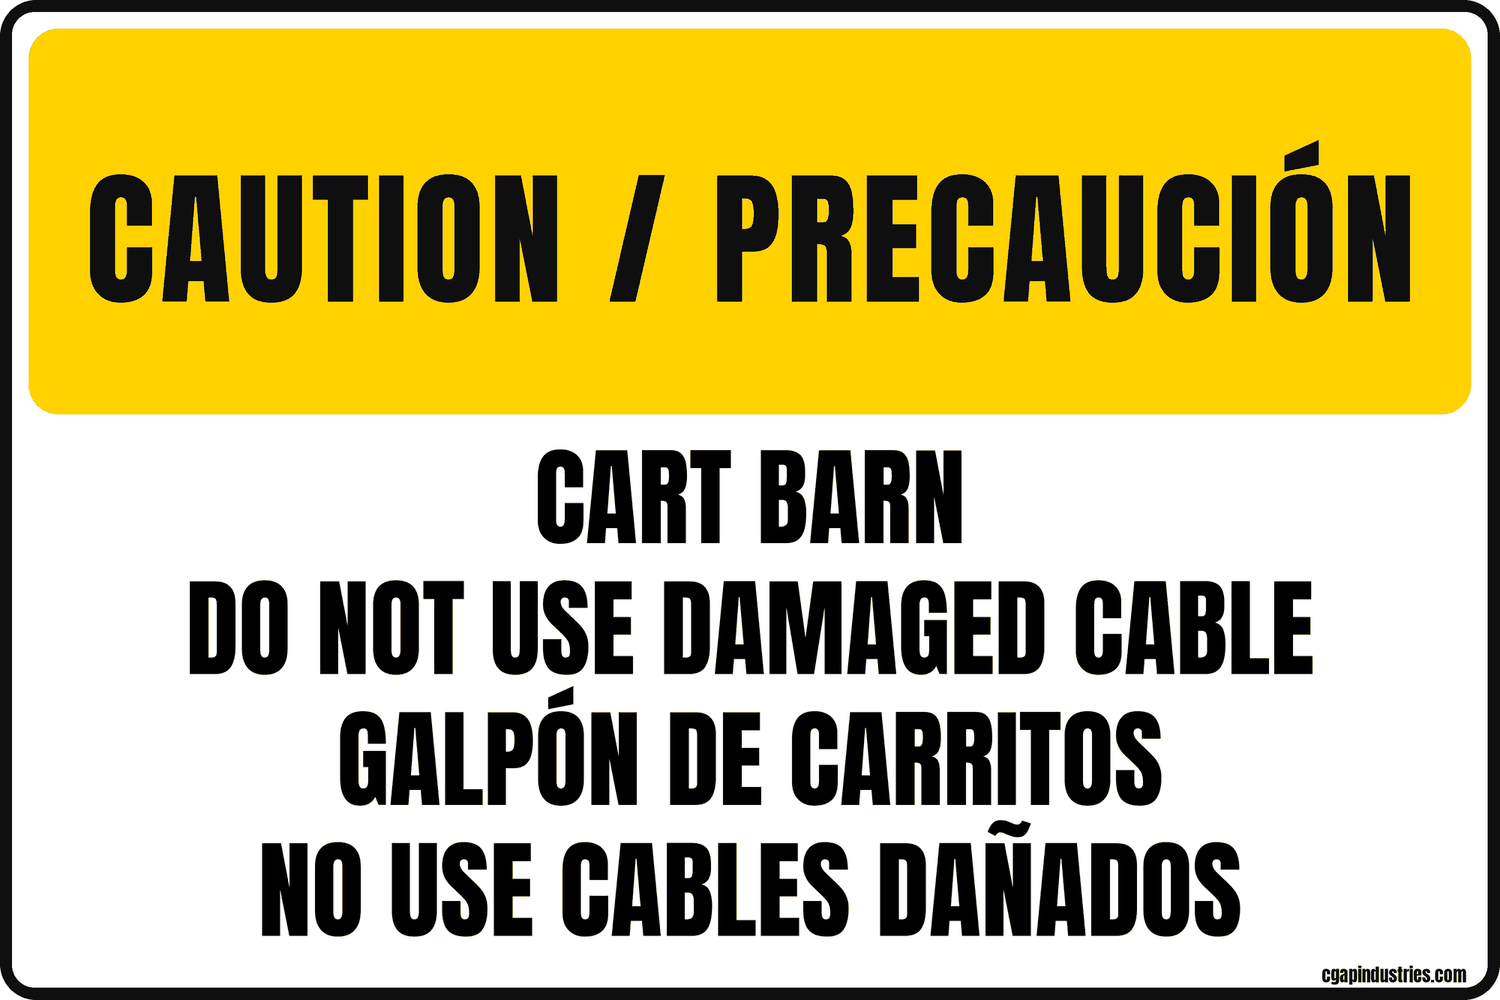 CAUTION / PRECAUCIÓN
CART BARN
DO NOT USE DAMAGED CABLE
GALPÓN DE CARRITOS
NO USE CABLES DAÑADOS
cgapindustries.com